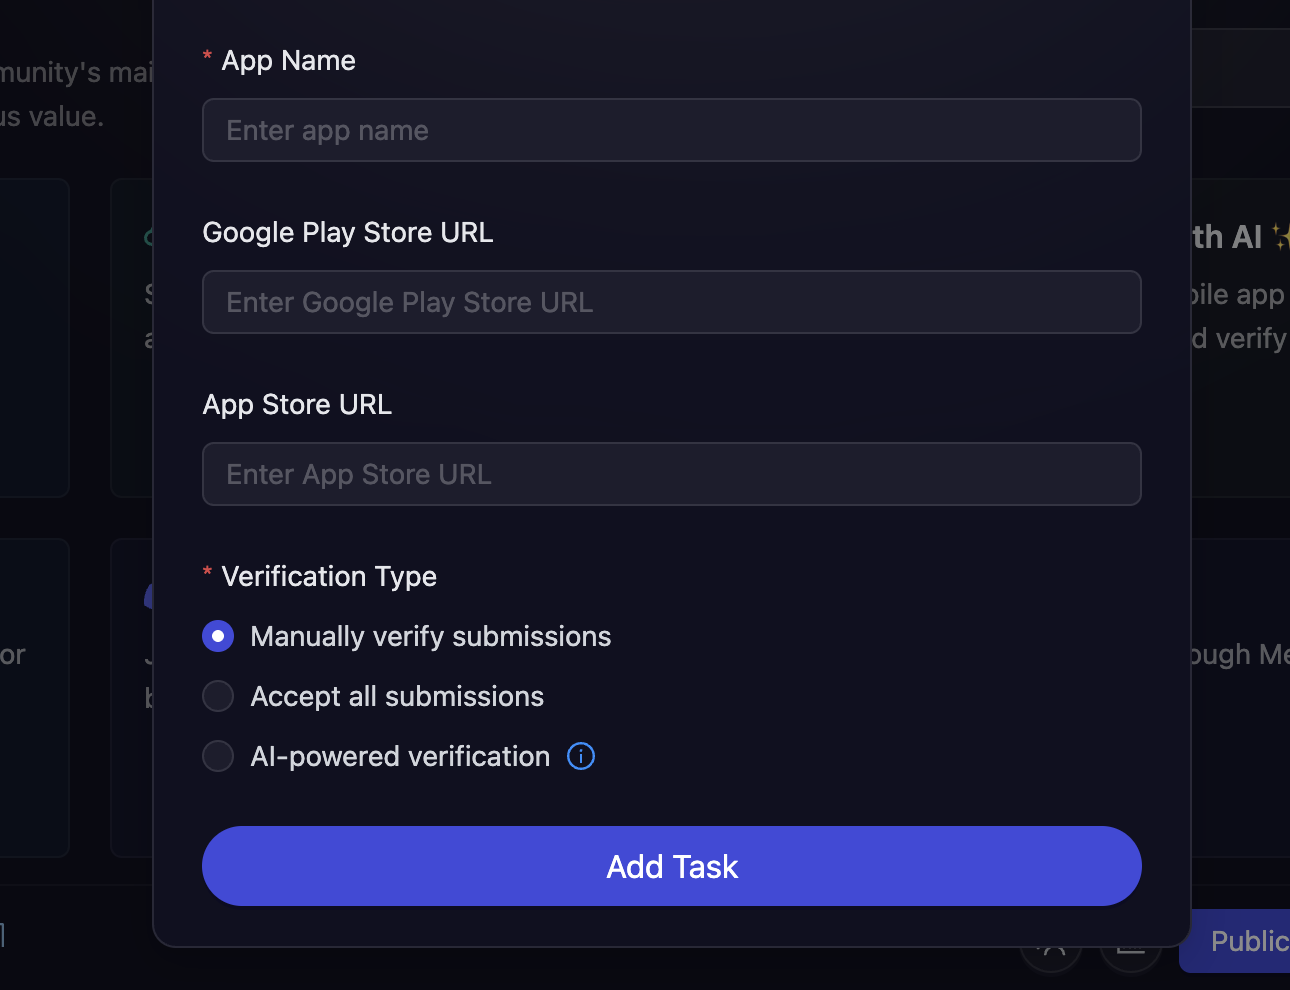 * App Name
munity's mai
us value.
Enter app name
Google Play Store URL
th AI
Enter Google Play Store URL
ile app
d verify
App Store URL
Enter App Store URL
* Verification Type
Manually verify submissions
or
ough Me
Accept all submissions
AI-powered verification
Add Task
Public